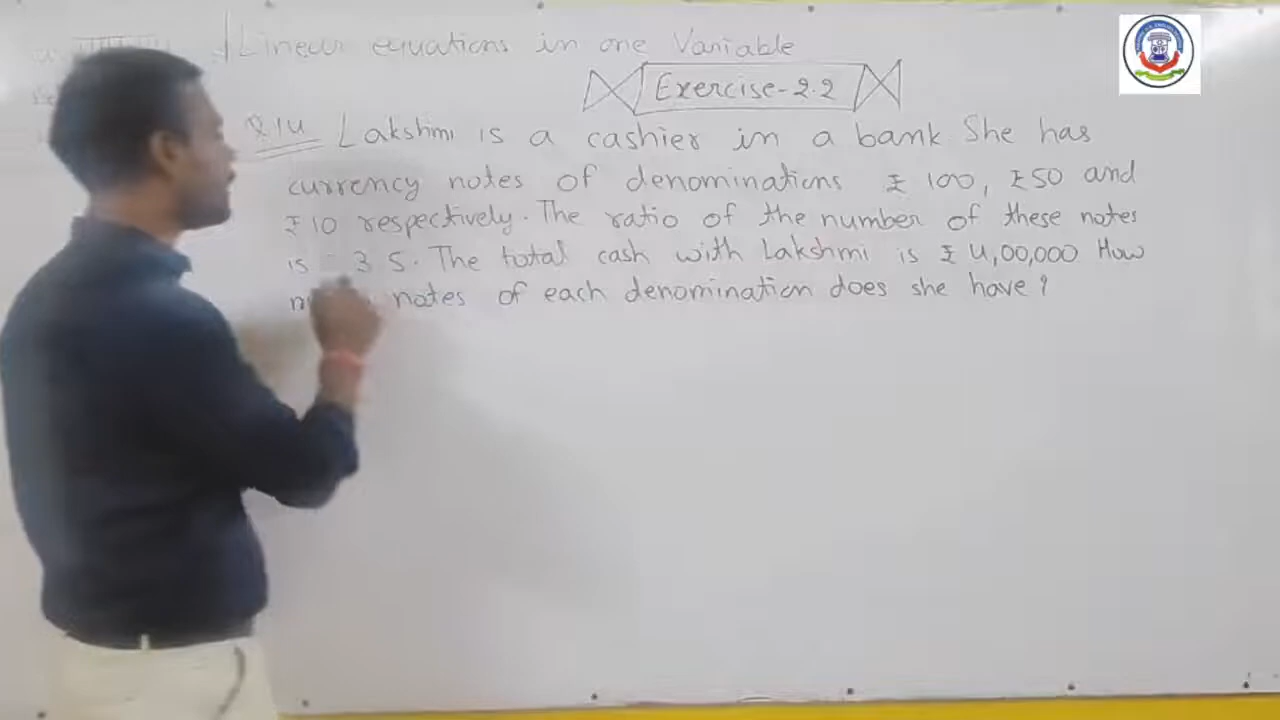 Linear equations in one Variable
Exercise-2.2
Q.14 Lakshmi is a cashier in a bank She has
currency notes of denominations ₹ 100, ₹50 and
₹10 respectively. The ratio of the number of these notes
is 3 5. The total cash with Lakshmi is ₹ 4,00,000 How
notes of each denomination does she have?